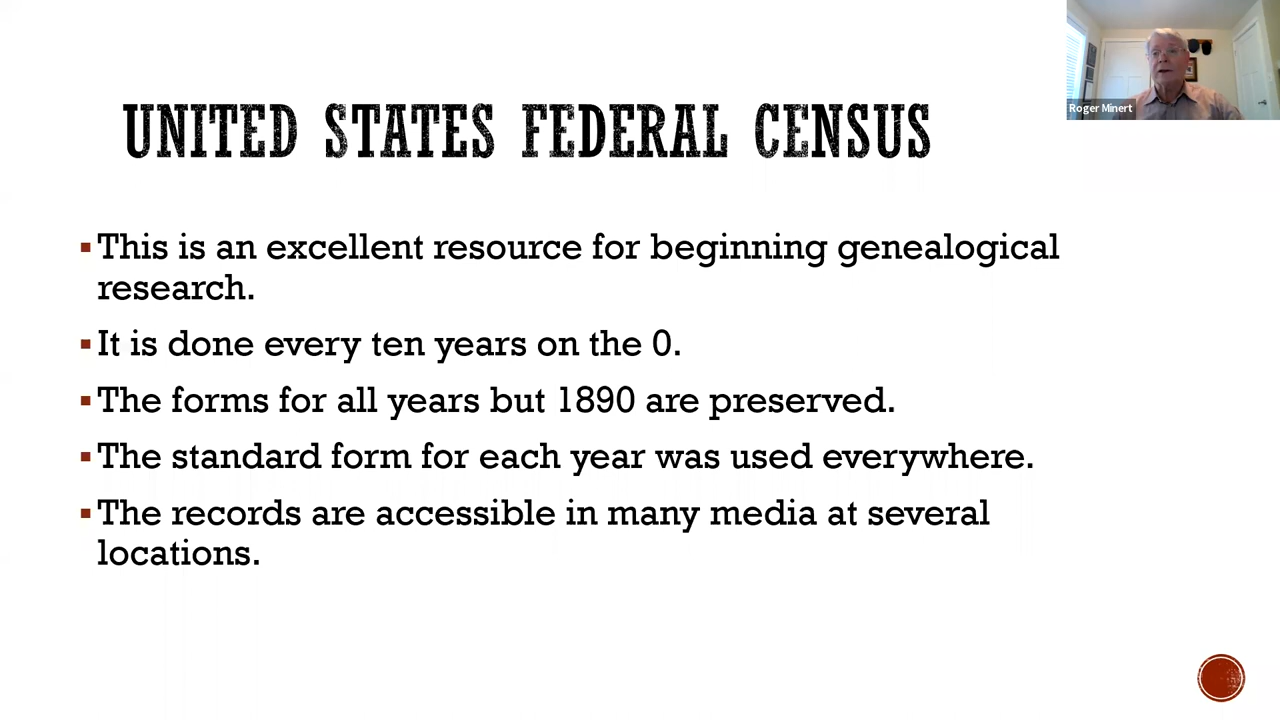 UNITED STATES FEDERAL CENSUS
Roger Minert
▪This is an excellent resource for beginning genealogical
research.
▪It is done every ten years on the 0.
▪The forms for all years but 1890 are preserved.
▪The standard form for each year was used everywhere.
▪The records are accessible in many media at several
locations.